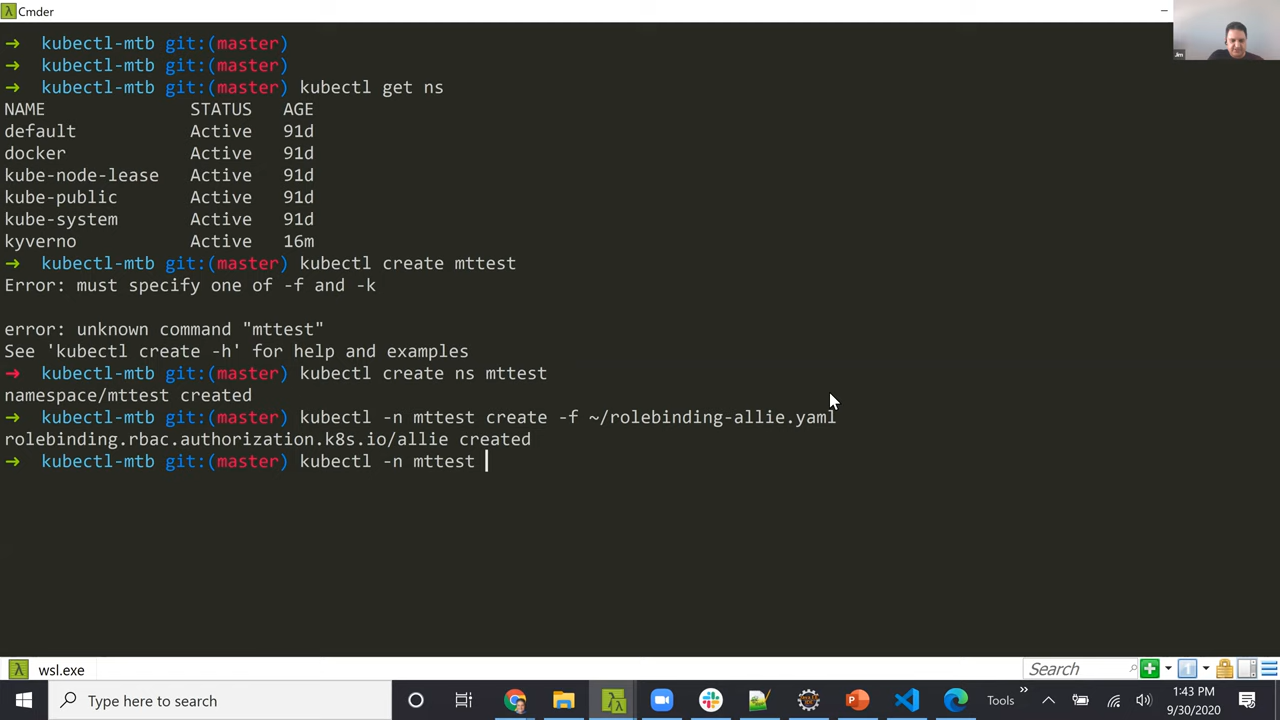 Cmder
➜ kubectl-mtb git:(master)
➜ kubectl-mtb git:(master)
➜ kubectl-mtb git:(master) kubectl get ns
NAME STATUS AGE
default Active 91d
docker Active 91d
kube-node-lease Active 91d
kube-public Active 91d
kube-system Active 91d
kyverno Active 16m
➜ kubectl-mtb git:(master) kubectl create mttest
Error: must specify one of -f and -k
error: unknown command "mttest"
See 'kubectl create -h' for help and examples
➜ kubectl-mtb git:(master) kubectl create ns mttest
namespace/mttest created
➜ kubectl-mtb git:(master) kubectl -n mttest create -f ~/rolebinding-allie.yaml
rolebinding.rbac.authorization.k8s.io/allie created
➜ kubectl-mtb git:(master) kubectl -n mttest
Jim
wsl.exe
Search
1
Type here to search
Tools
1:43 PM
9/30/2020